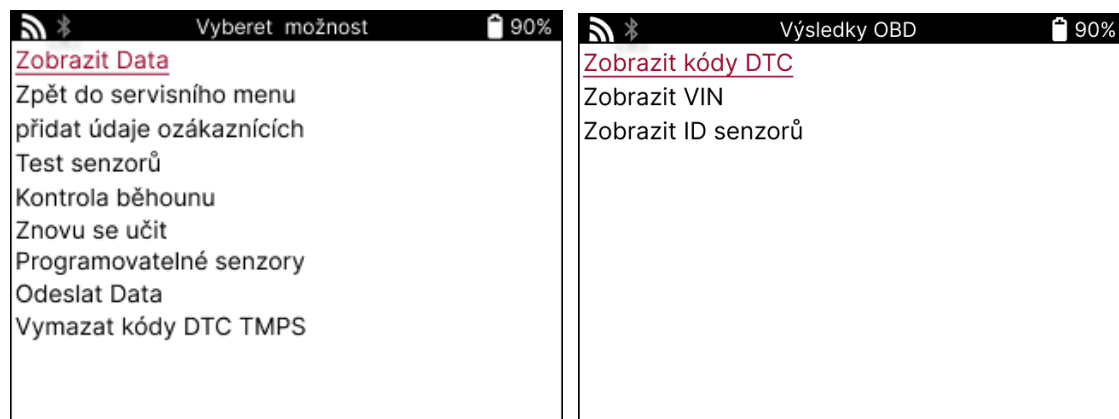 Vyberet možnost 90%
Zobrazit Data
Zpět do servisního menu
přidat údaje ozákaznících
Test senzorů
Kontrola běhounu
Znovu se učit
Programovatelné senzory
Odeslat Data
Vymazat kódy DTC TMPS
Výsledky OBD 90%
Zobrazit kódy DTC
Zobrazit VIN
Zobrazit ID senzorů